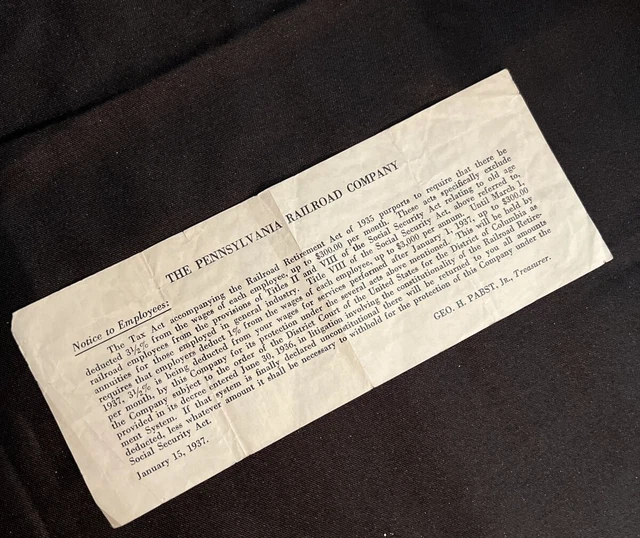 THE PENNSYLVANIA RAILROAD COMPANY
Notice to Employees:
The Tax Act accompanying the Railroad Retirement Act of 1935 purports to require that there be
deducted 3½% from the wages of each employee, up to $300.00 per month. These acts specifically exclude
railroad employees from the provisions of Titles II and VIII of the Social Security Act relating to old age
annuities for those employed in general industry. Title VIII of the Social Security Act, above referred to,
requires that employers deduct 1% from the wages of each employee, up to $3,000 per annum. Until March 1,
1937, 3½% is being deducted from your wages for services performed after January 1, 1937, up to $300.00
per month, by this Company for its protection under the several acts above mentioned. This will be held by
the Company subject to the order of the District Court of the United States for the District of Columbia as
provided in its decree entered June 30, 1936, in litigation involving the constitutionality of the Railroad Retire-
ment System. If that system is finally declared unconstitutional there will be returned to you all amounts
deducted, less whatever amount it shall be necessary to withhold for the protection of this Company under the
Social Security Act.
GEO. H. PABST, Jr., Treasurer.
January 15, 1937.